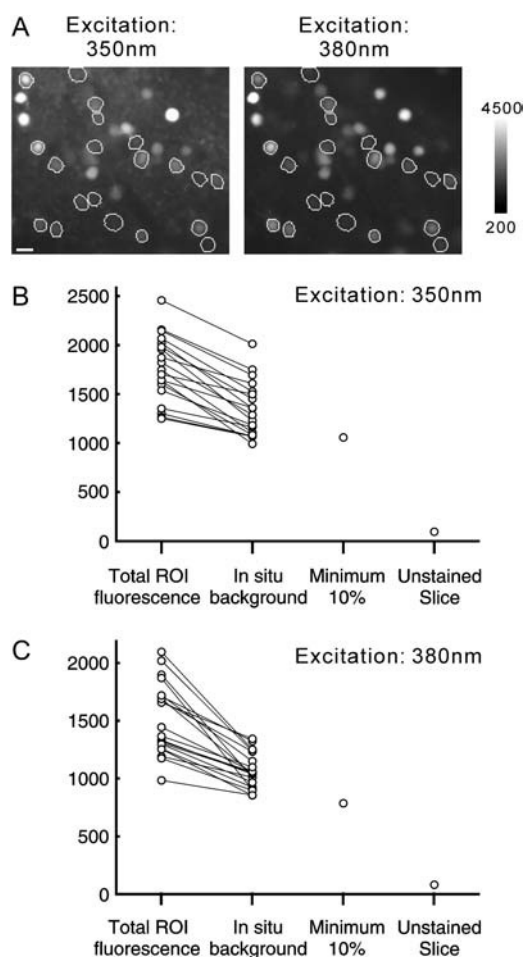 A
Excitation:
350nm
Excitation:
380nm
4500
200
B
Excitation: 350nm
2500
2000
1500
1000
500
0
Total ROI
fluorescence
In situ
background
Minimum
10%
Unstained
Slice
C
Excitation: 380nm
2000
1500
1000
500
0
Total ROI
fluorescence
In situ
background
Minimum
10%
Unstained
Slice